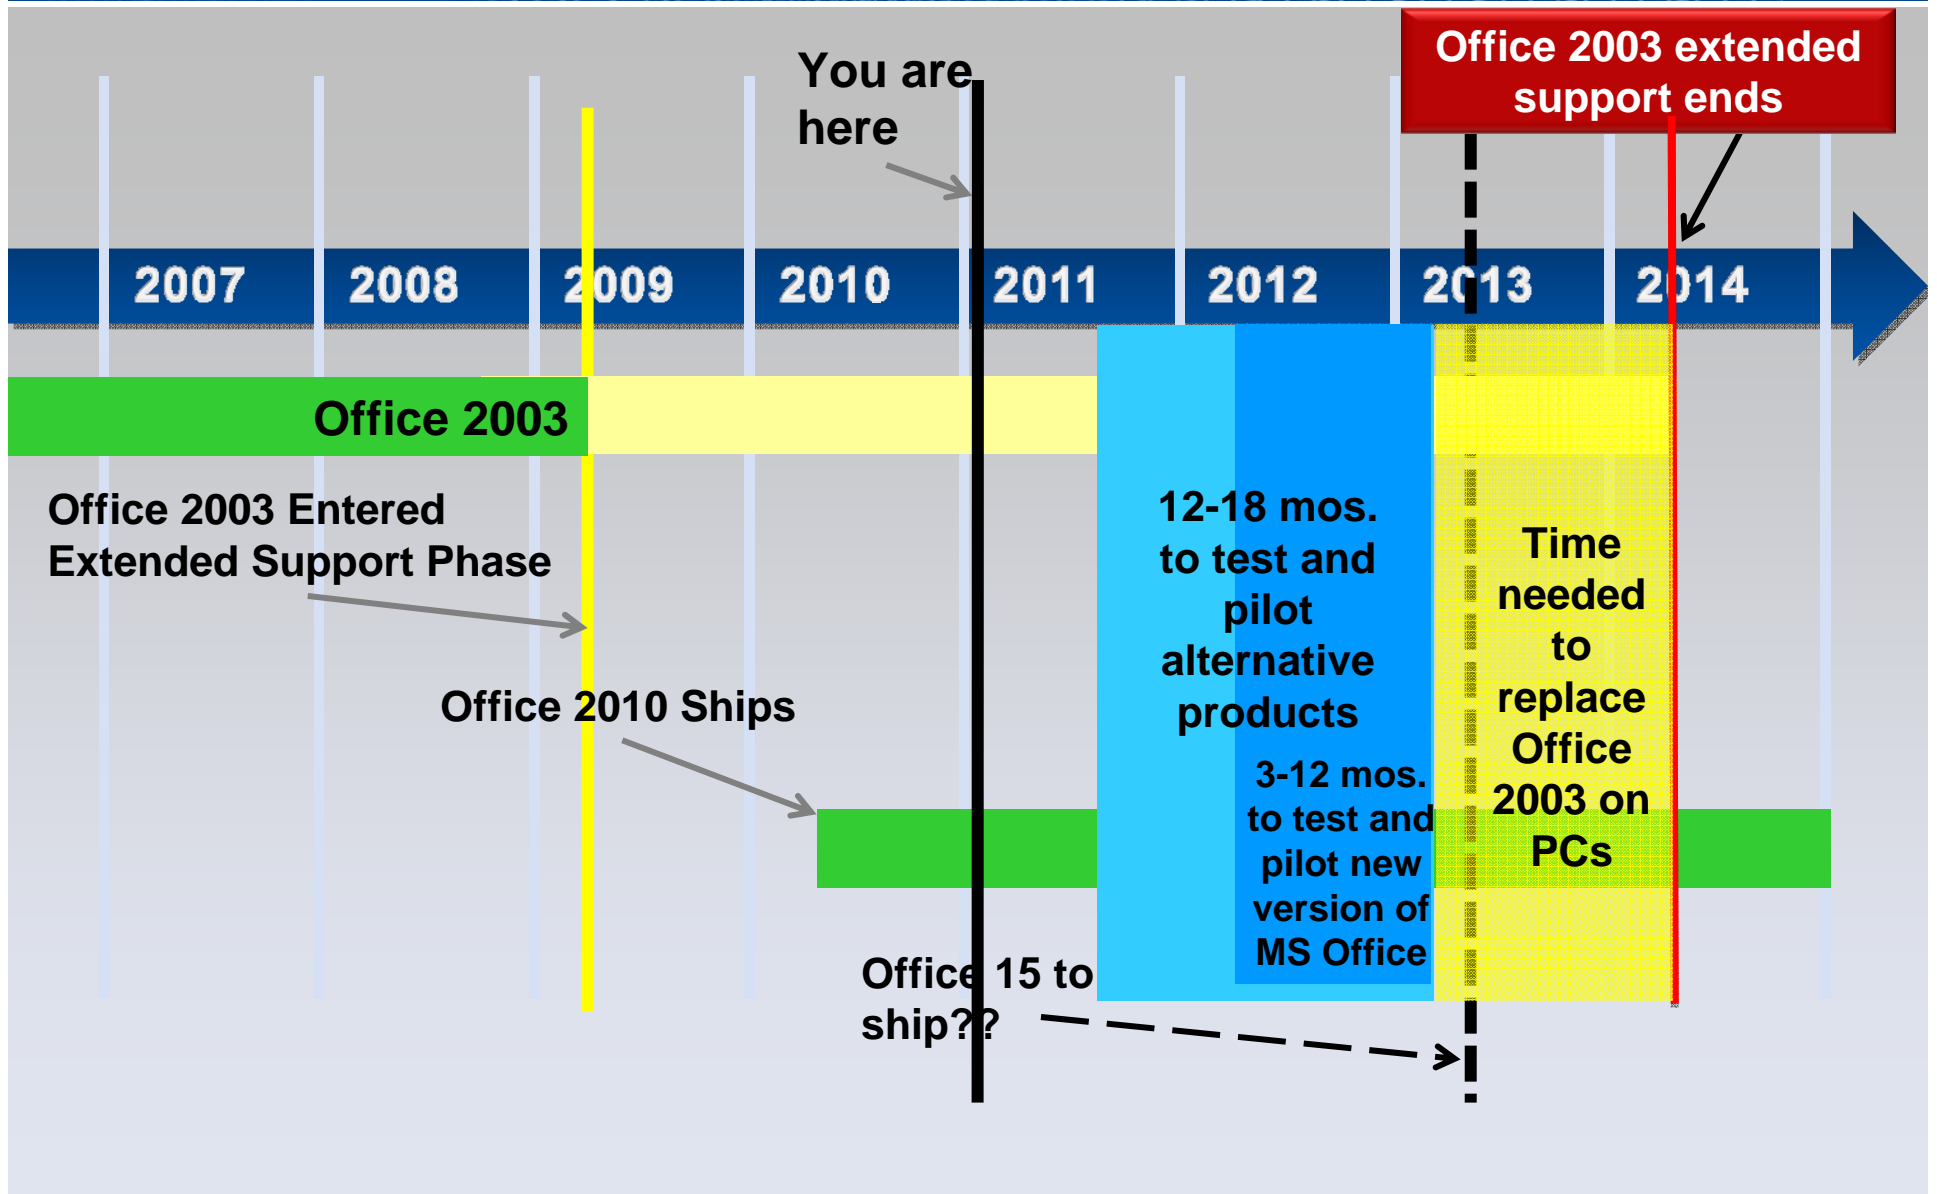 You are
here
Office 2003 extended
support ends
2007 2008 2009 2010 2011 2012 2013 2014
Office 2003
Office 2003 Entered
Extended Support Phase
Office 2010 Ships
12-18 mos.
to test and
pilot
alternative
products
3-12 mos.
to test and
pilot new
version of
MS Office
Time
needed
to
replace
Office
2003 on
PCs
Office 15 to
ship??